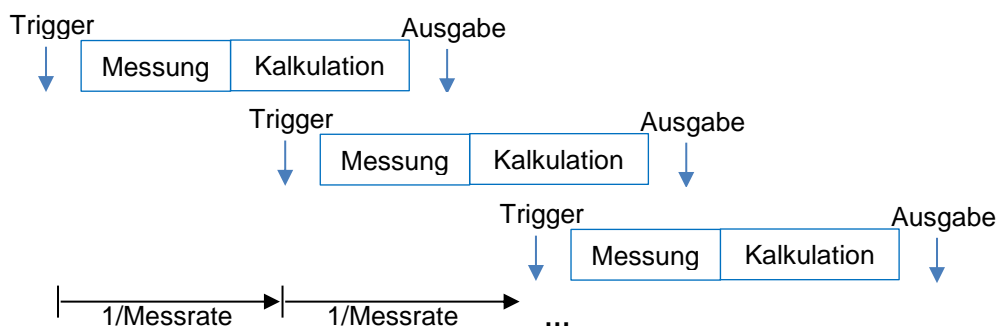 Trigger
Ausgabe
Messung
Kalkulation
Trigger
Ausgabe
Messung
Kalkulation
Trigger
Ausgabe
Messung
Kalkulation
1/Messrate
1/Messrate
...